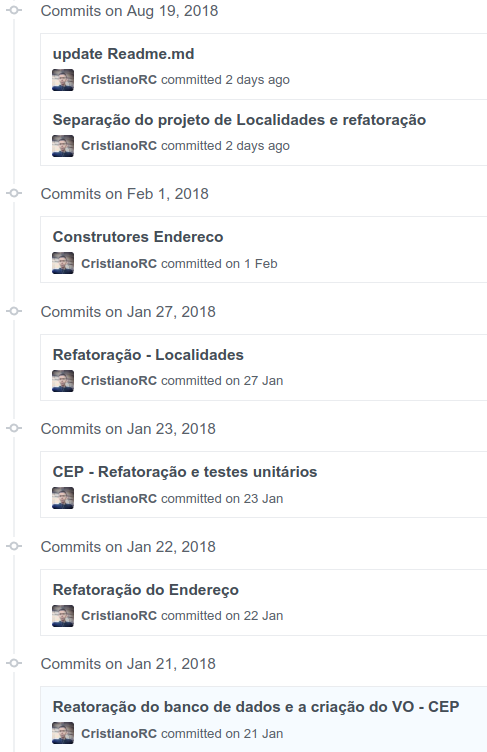 Commits on Aug 19, 2018
update Readme.md
CristianoRC committed 2 days ago
Separação do projeto de Localidades e refatoração
CristianoRC committed 2 days ago
Commits on Feb 1, 2018
Construtores Endereco
CristianoRC committed on 1 Feb
Commits on Jan 27, 2018
Refatoração - Localidades
CristianoRC committed on 27 Jan
Commits on Jan 23, 2018
CEP - Refatoração e testes unitários
CristianoRC committed on 23 Jan
Commits on Jan 22, 2018
Refatoração do Endereço
CristianoRC committed on 22 Jan
Commits on Jan 21, 2018
Reatoração do banco de dados e a criação do VO - CEP
CristianoRC committed on 21 Jan